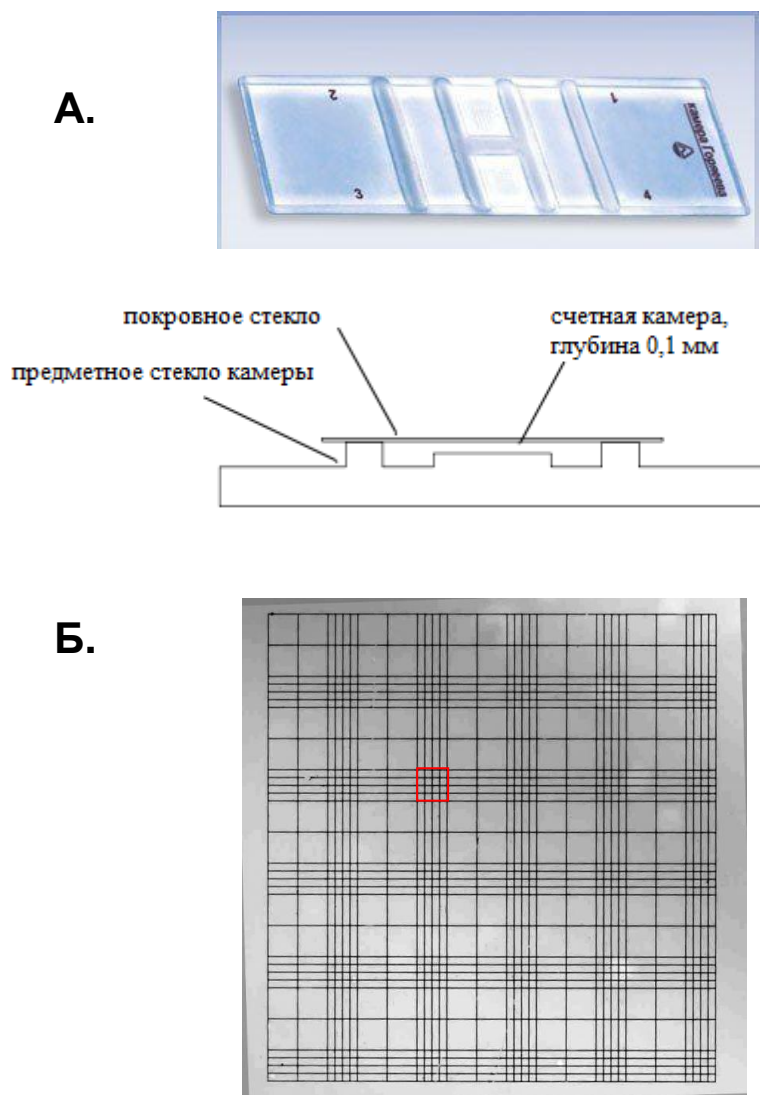 А.
2
1
камера Горяева
3
4
покровное стекло
счетная камера,
глубина 0,1 мм
предметное стекло камеры
Б.